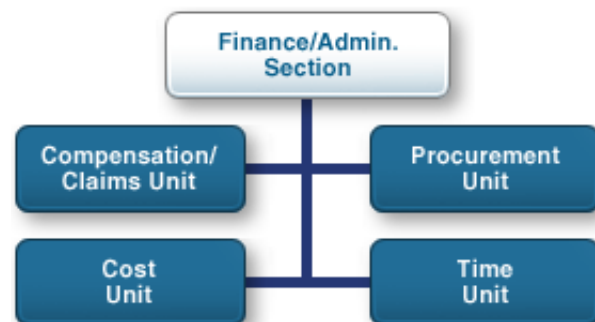 Finance/Admin.
Section
Compensation/
Claims Unit
Procurement
Unit
Cost
Unit
Time
Unit